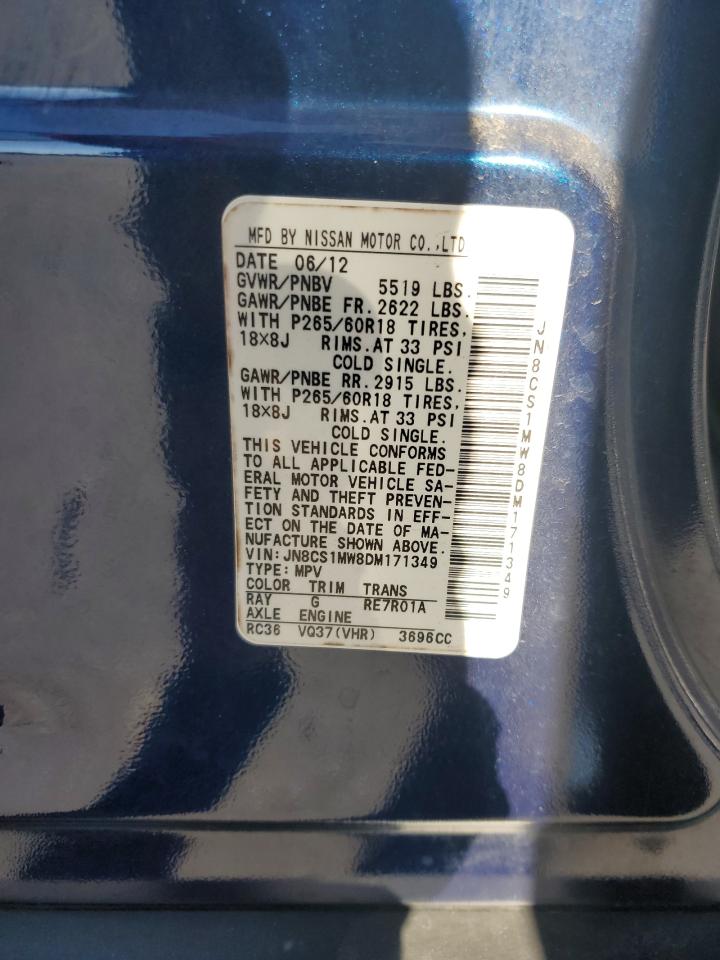 MFD BY NISSAN MOTOR CO.,LTD
DATE 06/12
GVWR/PNBV 5519 LBS.
GAWR/PNBE FR. 2622 LBS.
WITH P265/60R18 TIRES,
18×8J RIMS. AT 33 PSI
COLD SINGLE.
GAWR/PNBE RR. 2915 LBS.
WITH P265/60R18 TIRES,
18×8J RIMS. AT 33 PSI
COLD SINGLE.
THIS VEHICLE CONFORMS
TO ALL APPLICABLE FED-
ERAL MOTOR VEHICLE SA-
FETY AND THEFT PREVEN-
TION STANDARDS IN EFF-
ECT ON THE DATE OF MA-
NUFACTURE SHOWN ABOVE.
VIN: JN8CS1MW8DM171349
TYPE: MPV
COLOR TRIM TRANS
RAY G RE7R01A
AXLE ENGINE
RC36 VQ37(VHR) 3696CC
JN8CS1MW8DM171349